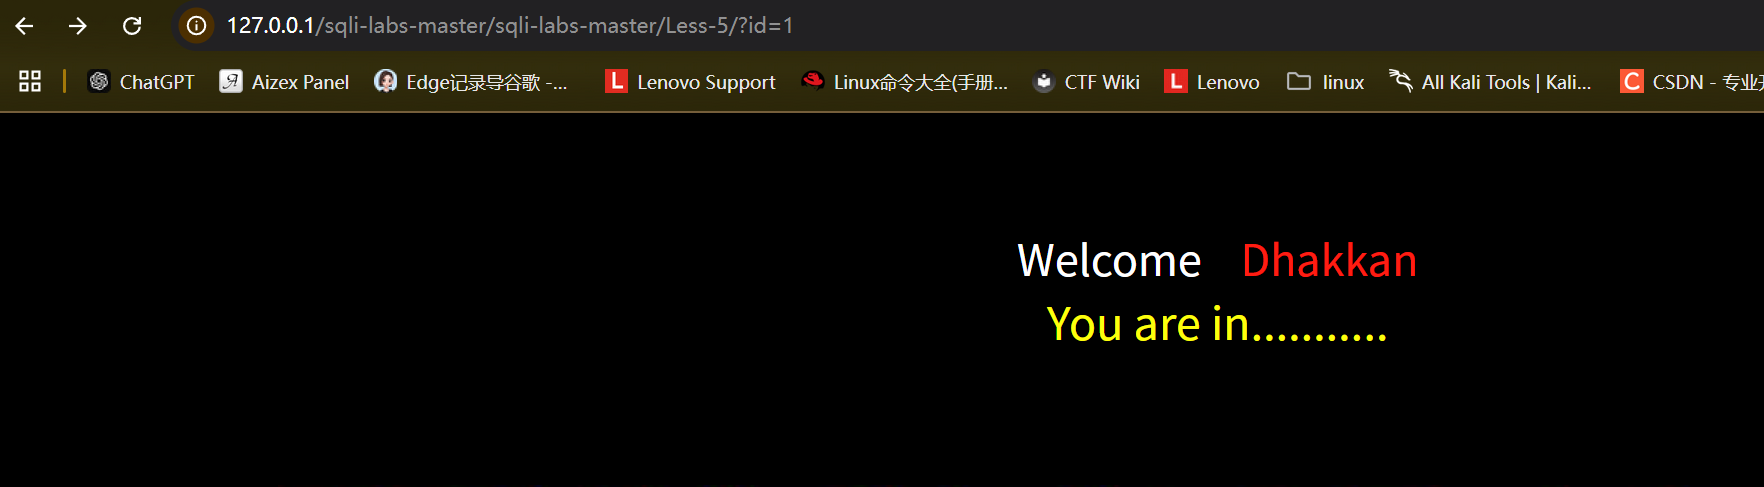 127.0.0.1/sqli-labs-master/sqli-labs-master/Less-5/?id=1
ChatGPT Aizex Panel Edge记录导谷歌 -... Lenovo Support Linux命令大全(手册... CTF Wiki Lenovo linux All Kali Tools | Kali... CSDN - 专业开
Welcome Dhakkan
You are in...........